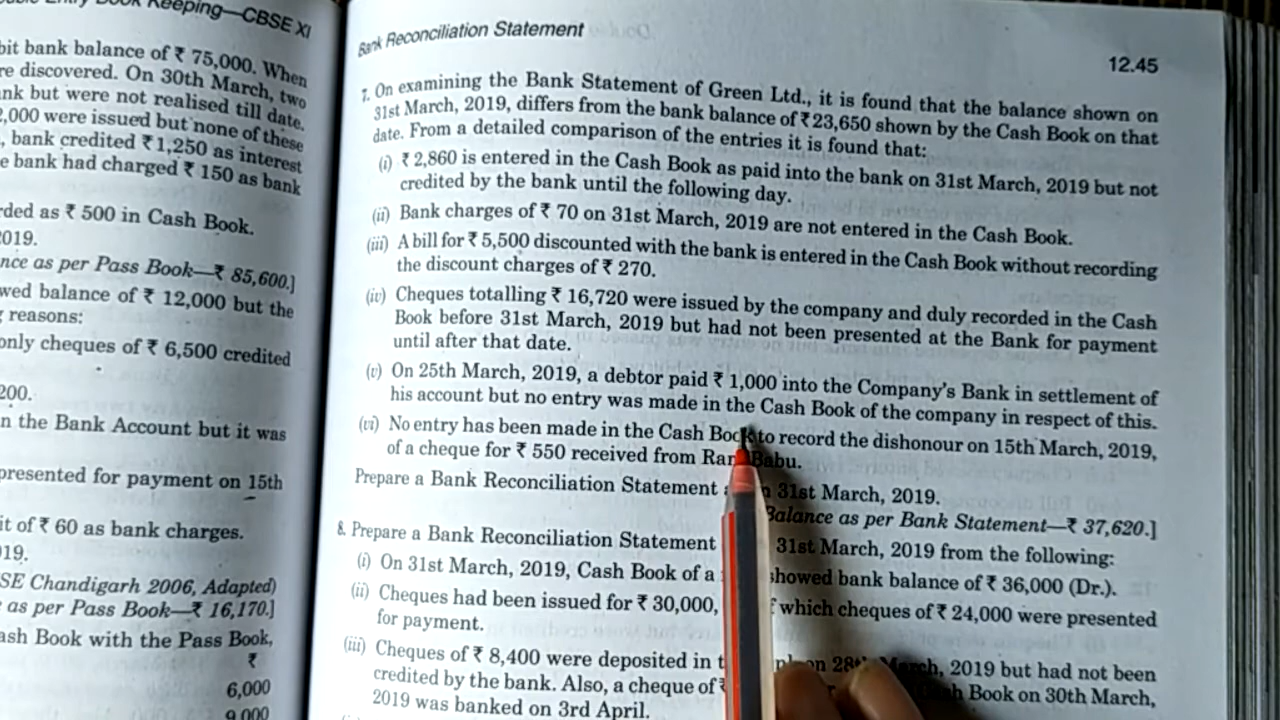 Keeping—CBSE XI
bit bank balance of ₹ 75,000. When
re discovered. On 30th March, two
nk but were not realised till date.
2,000 were issued but none of these
, bank credited ₹ 1,250 as interest
e bank had charged ₹ 150 as bank
rded as ₹ 500 in Cash Book.
2019.
nce as per Pass Book—₹ 85,600.]
wed balance of ₹ 12,000 but the
g reasons:
only cheques of ₹ 6,500 credited
200.
n the Bank Account but it was
presented for payment on 15th
it of ₹ 60 as bank charges.
19.
SE Chandigarh 2006, Adapted)
as per Pass Book—₹ 16,170.]
ash Book with the Pass Book,
₹
6,000
9,000
Bank Reconciliation Statement
12.45
7. On examining the Bank Statement of Green Ltd., it is found that the balance shown on
31st March, 2019, differs from the bank balance of ₹ 23,650 shown by the Cash Book on that
date. From a detailed comparison of the entries it is found that:
(i) ₹ 2,860 is entered in the Cash Book as paid into the bank on 31st March, 2019 but not
credited by the bank until the following day.
(ii) Bank charges of ₹ 70 on 31st March, 2019 are not entered in the Cash Book.
(iii) A bill for ₹ 5,500 discounted with the bank is entered in the Cash Book without recording
the discount charges of ₹ 270.
(iv) Cheques totalling ₹ 16,720 were issued by the company and duly recorded in the Cash
Book before 31st March, 2019 but had not been presented at the Bank for payment
until after that date.
(v) On 25th March, 2019, a debtor paid ₹ 1,000 into the Company's Bank in settlement of
his account but no entry was made in the Cash Book of the company in respect of this.
(vi) No entry has been made in the Cash Book to record the dishonour on 15th March, 2019,
of a cheque for ₹ 550 received from Ram Babu.
Prepare a Bank Reconciliation Statement 31st March, 2019.
Balance as per Bank Statement—₹ 37,620.]
8. Prepare a Bank Reconciliation Statement 31st March, 2019 from the following:
(i) On 31st March, 2019, Cash Book of a showed bank balance of ₹ 36,000 (Dr.).
(ii) Cheques had been issued for ₹ 30,000, of which cheques of ₹ 24,000 were presented
for payment.
(iii) Cheques of ₹ 8,400 were deposited in on 28th March, 2019 but had not been
credited by the bank. Also, a cheque of ₹ Book on 30th March,
2019 was banked on 3rd April.